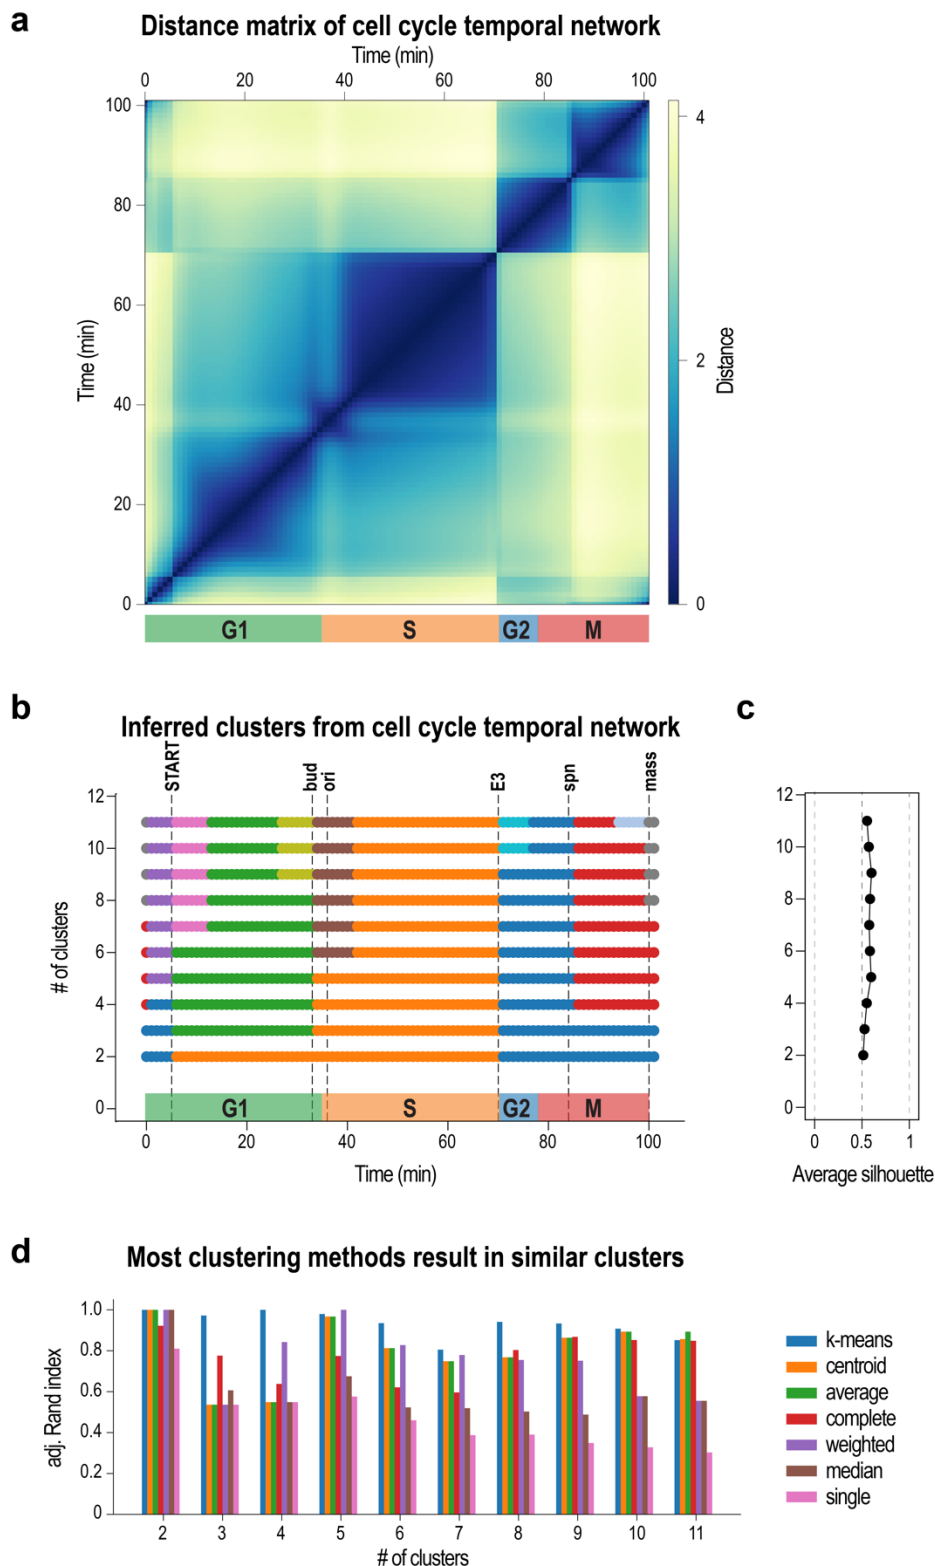 a
Distance matrix of cell cycle temporal network
Time (min)
0 20 40 60 80 100
100
80
60
40
20
0
Time (min)
4
2
0
Distance
G1 S G2 M
b
Inferred clusters from cell cycle temporal network
START bud ori E3 spn mass
12
10
8
6
4
2
0
# of clusters
G1 S G2 M
0 20 40 60 80 100
Time (min)
c
12
10
8
6
4
2
0
0 0.5 1
Average silhouette
d
Most clustering methods result in similar clusters
1.0
0.8
0.6
0.4
0.2
0
adj. Rand index
2 3 4 5 6 7 8 9 10 11
# of clusters
k-means
centroid
average
complete
weighted
median
single